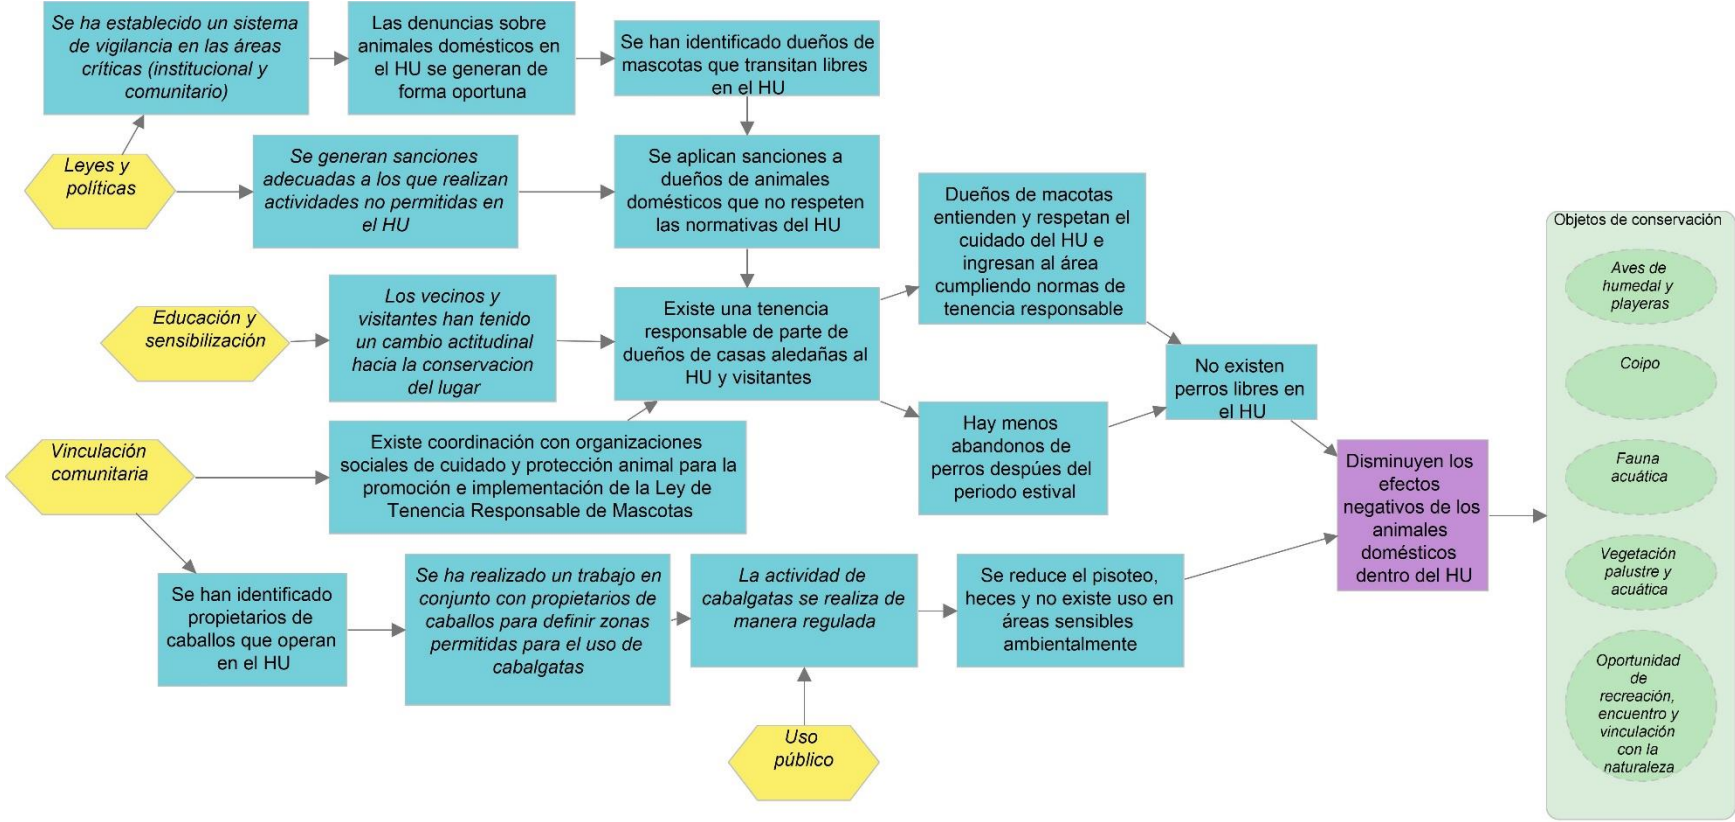 Se ha establecido un sistema
de vigilancia en las áreas
críticas (institucional y
comunitario)
Las denuncias sobre
animales domésticos en
el HU se generan de
forma oportuna
Se han identificado dueños de
mascotas que transitan libres
en el HU
Leyes y
políticas
Se generan sanciones
adecuadas a los que realizan
actividades no permitidas en
el HU
Se aplican sanciones a
dueños de animales
domésticos que no respeten
las normativas del HU
Dueños de macotas
entienden y respetan el
cuidado del HU e
ingresan al área
cumpliendo normas de
tenencia responsable
Educación y
sensibilización
Los vecinos y
visitantes han tenido
un cambio actitudinal
hacia la conservacion
del lugar
Existe una tenencia
responsable de parte de
dueños de casas aledañas al
HU y visitantes
No existen
perros libres en
el HU
Hay menos
abandonos de
perros despúes del
periodo estival
Vinculación
comunitaria
Existe coordinación con organizaciones
sociales de cuidado y protección animal para la
promoción e implementación de la Ley de
Tenencia Responsable de Mascotas
Disminuyen los
efectos
negativos de los
animales
domésticos
dentro del HU
Se han identificado
propietarios de
caballos que operan
en el HU
Se ha realizado un trabajo en
conjunto con propietarios de
caballos para definir zonas
permitidas para el uso de
cabalgatas
La actividad de
cabalgatas se realiza de
manera regulada
Se reduce el pisoteo,
heces y no existe uso en
áreas sensibles
ambientalmente
Uso
público
Objetos de conservación
Aves de
humedal y
playeras
Coipo
Fauna
acuática
Vegetación
palustre y
acuática
Oportunidad
de
recreación,
encuentro y
vinculación
con la
naturaleza